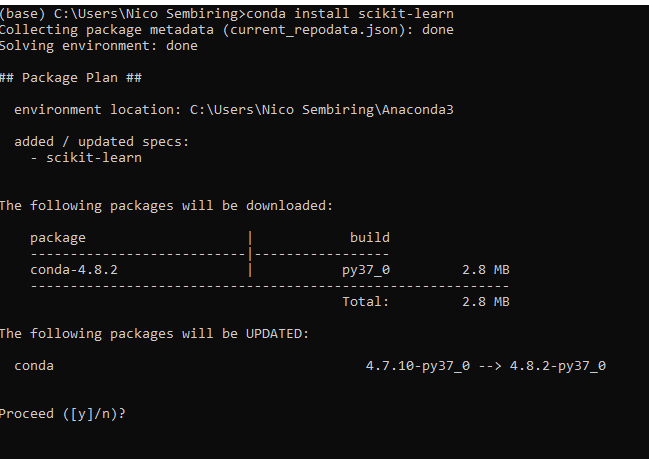 (base) C:\Users\Nico Sembiring>conda install scikit-learn
Collecting package metadata (current_repodata.json): done
Solving environment: done
## Package Plan ##
environment location: C:\Users\Nico Sembiring\Anaconda3
added / updated specs:
- scikit-learn
The following packages will be downloaded:
package | build
---------------------------|-----------------
conda-4.8.2 | py37_0 2.8 MB
------------------------------------------------------------
Total: 2.8 MB
The following packages will be UPDATED:
conda 4.7.10-py37_0 --> 4.8.2-py37_0
Proceed ([y]/n)?